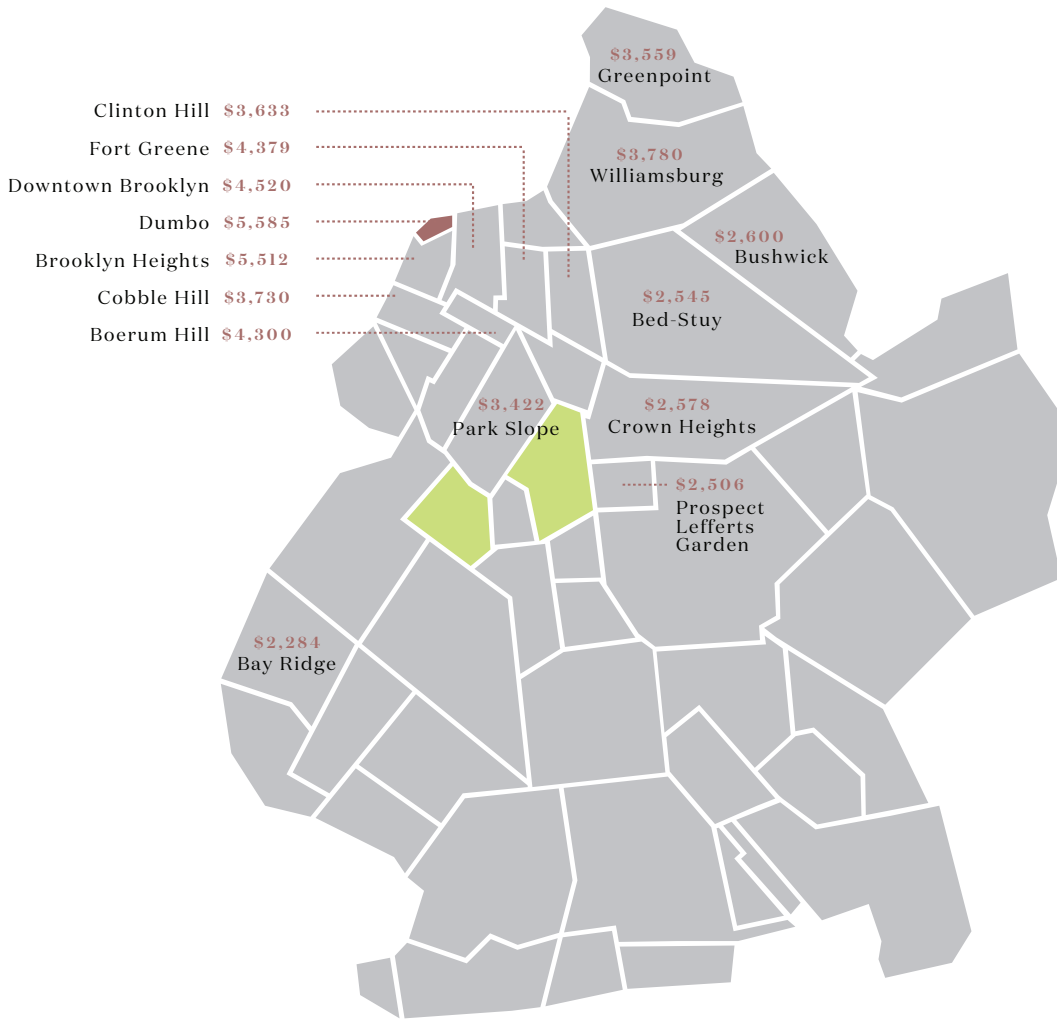 $3,559
Greenpoint
Clinton Hill $3,633
Fort Greene $4,379
$3,780
Williamsburg
Downtown Brooklyn $4,520
Dumbo $5,585
$2,600
Bushwick
Brooklyn Heights $5,512
Cobble Hill $3,730
$2,545
Bed-Stuy
Boerum Hill $4,300
$3,422
Park Slope
$2,578
Crown Heights
$2,506
Prospect
Lefferts
Garden
$2,284
Bay Ridge